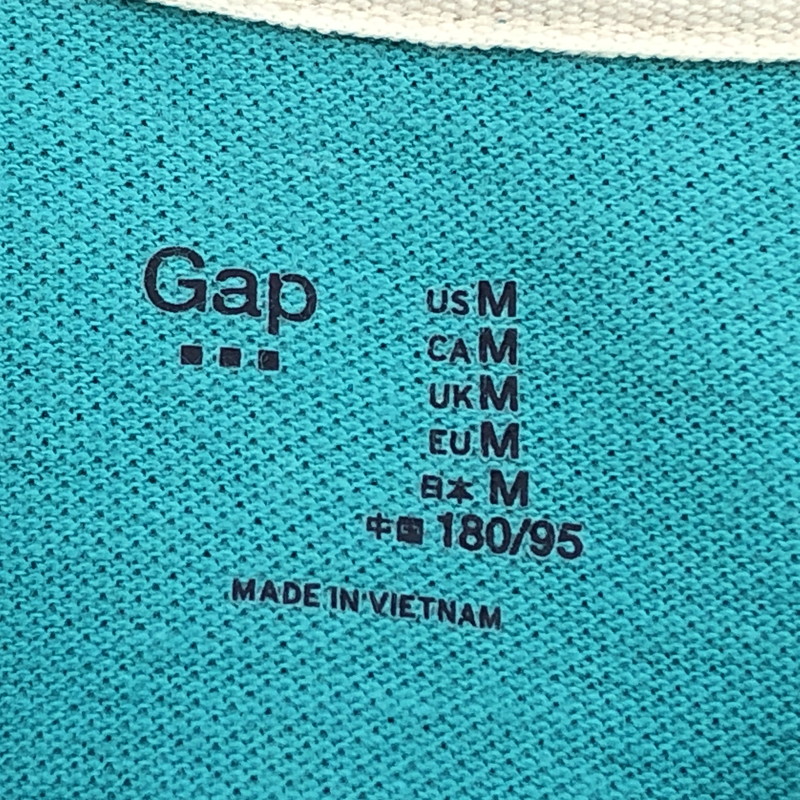 Gap
US M
CA M
UK M
EU M
日本 M
中国 180/95
MADE IN VIETNAM